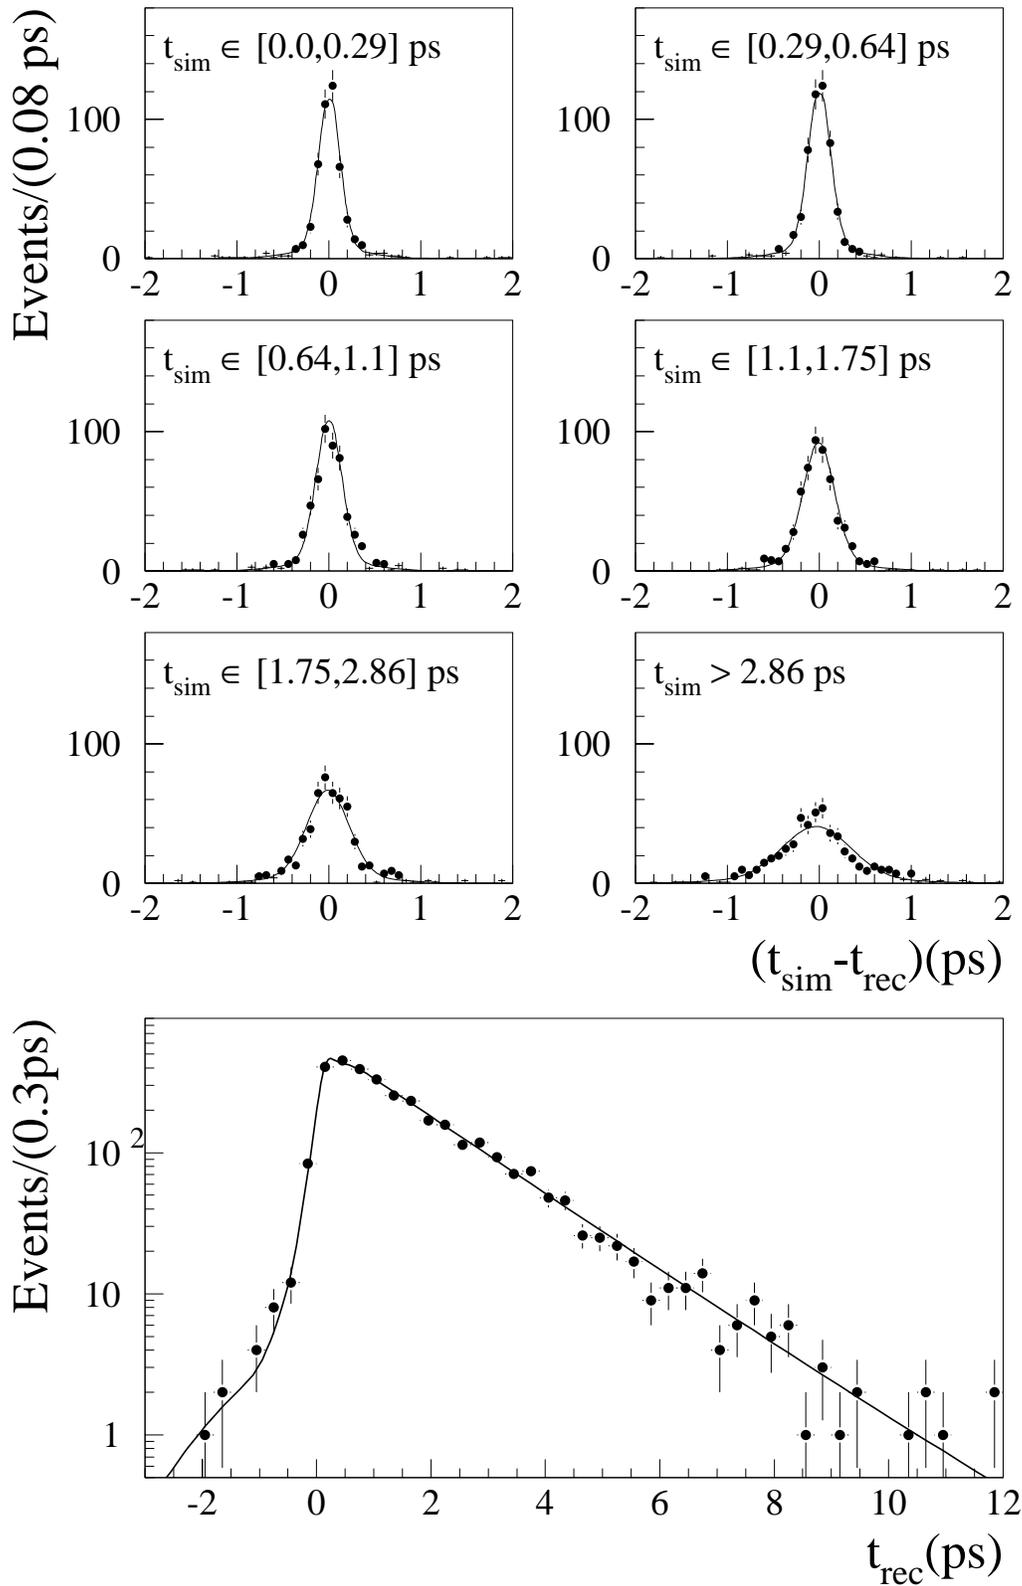 Events/(0.08 ps)
t_sim ∈ [0.0,0.29] ps
100
0
-2 -1 0 1 2
t_sim ∈ [0.29,0.64] ps
100
0
-2 -1 0 1 2
t_sim ∈ [0.64,1.1] ps
100
0
-2 -1 0 1 2
t_sim ∈ [1.1,1.75] ps
100
0
-2 -1 0 1 2
t_sim ∈ [1.75,2.86] ps
100
0
-2 -1 0 1 2
t_sim > 2.86 ps
100
0
-2 -1 0 1 2
(t_sim-t_rec)(ps)
Events/(0.3ps)
10^2
10
1
-2 0 2 4 6 8 10 12
t_rec(ps)